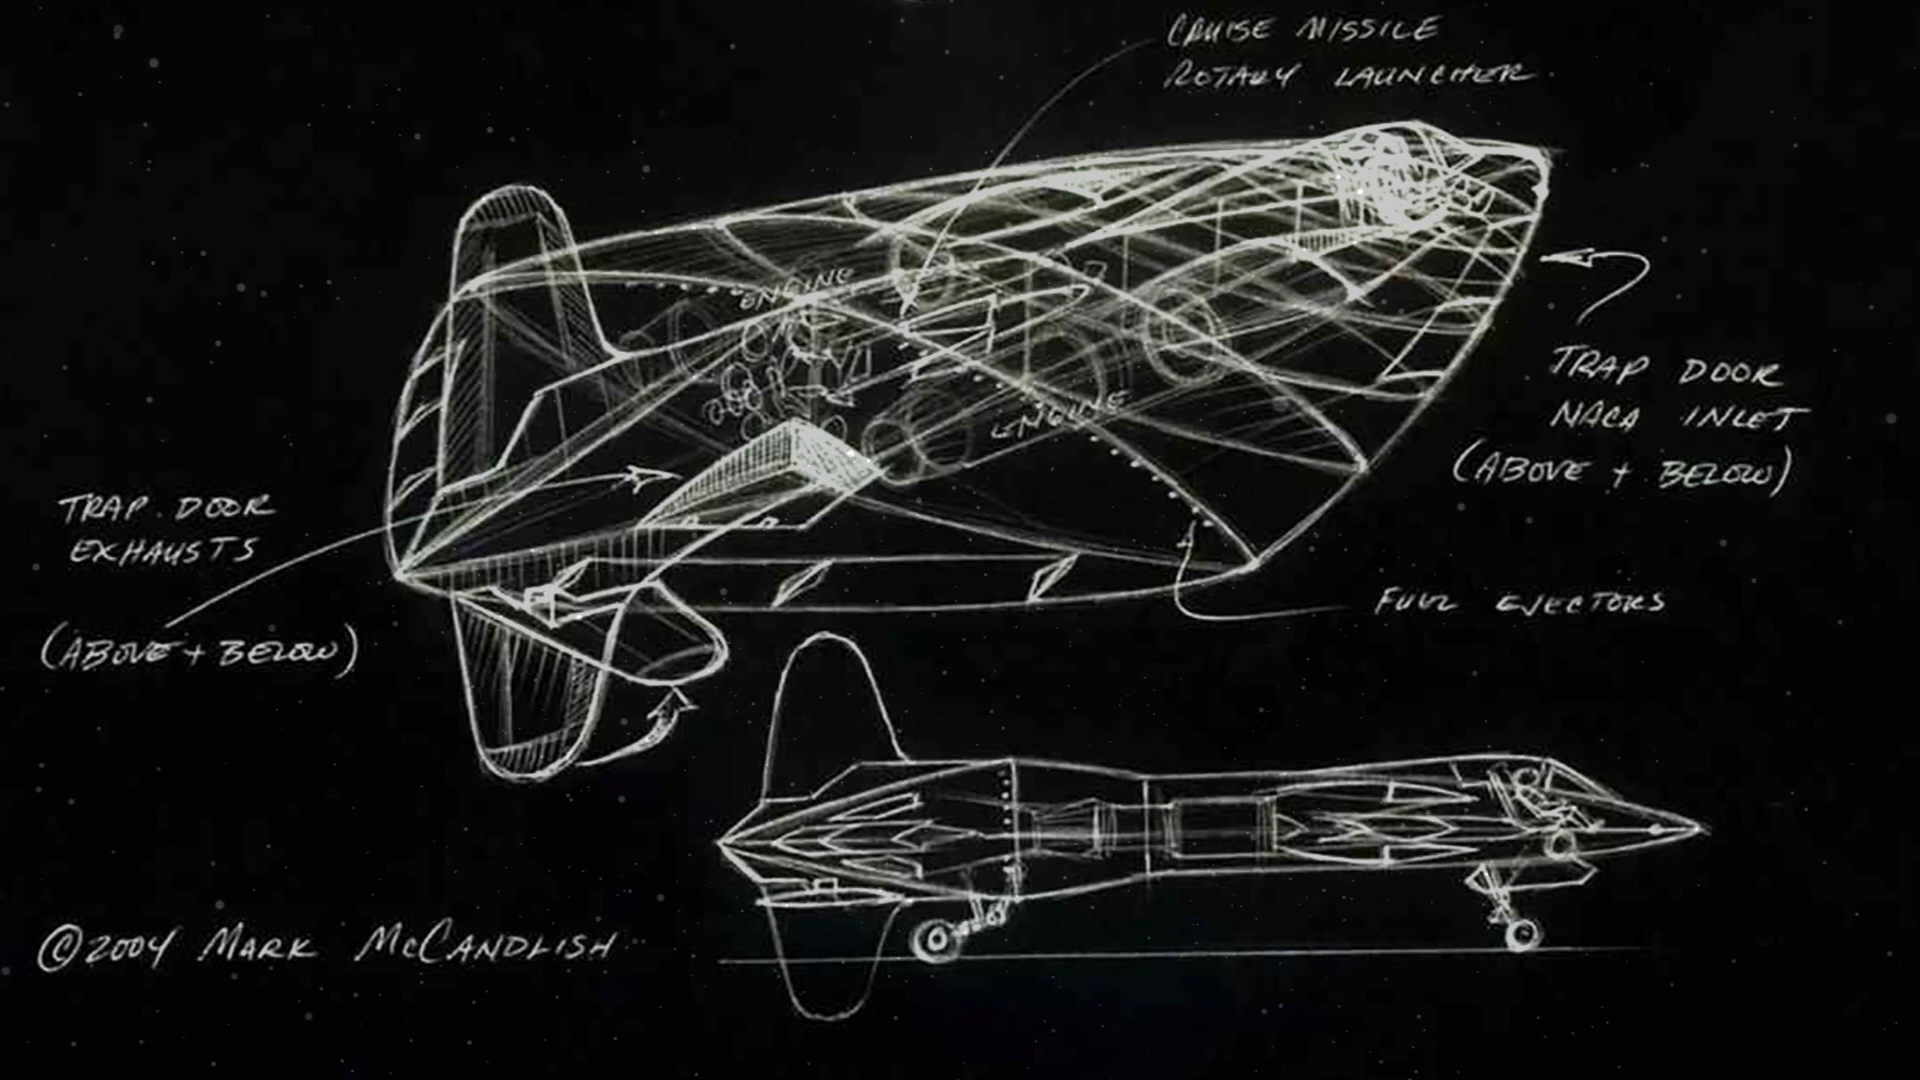 CRUISE MISSILE
ROTARY LAUNCHER
ENGINE
ENGINE
TRAP DOOR
NACA INLET
(ABOVE + BELOW)
TRAP DOOR
EXHAUSTS
(ABOVE + BELOW)
FUEL EJECTORS
©2004 MARK MCCANDLISH